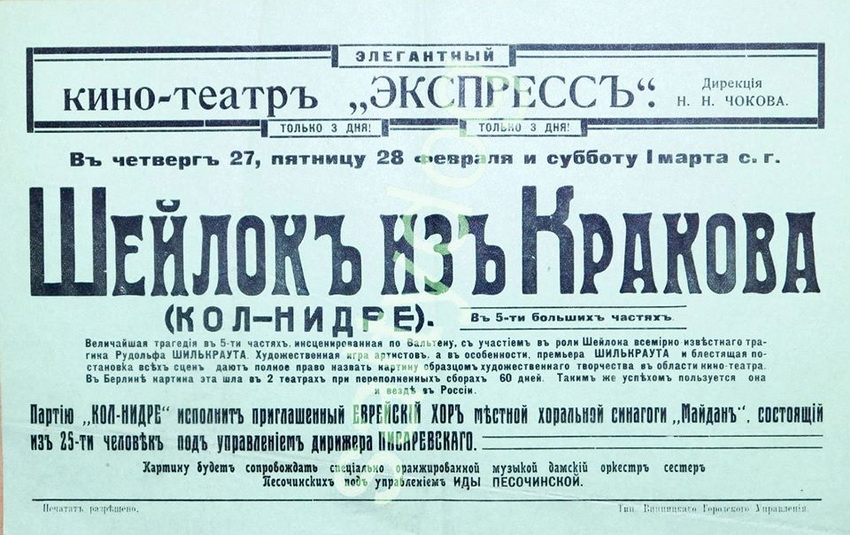 ЭЛЕГАНТНЫЙ
КИНО-ТЕАТРЪ „ЭКСПРЕССЪ“.
Дирекція
Н. Н. ЧОКОВА.
ТОЛЬКО 3 ДНЯ! ТОЛЬКО 3 ДНЯ!
Въ четвергъ 27, пятницу 28 февраля и субботу 1 марта с. г.
ШЕЙЛОКЪ ИЗЪ КРАКОВА
(КОЛ-НИДРЕ). Въ 5-ти большихъ частяхъ.
Величайшая трагедія въ 5-ти частяхъ, инсценированная по Вальтену, съ участіемъ въ роли Шейлока всемірно-извѣстнаго тра-
гика Рудольфа ШИЛЬКРАУТА. Художественная игра артистовъ, а въ особенности, премьера ШИЛЬКРАУТА и блестящая по-
становка всѣхъ сценъ даютъ полное право назвать картину образцомъ художественнаго творчества въ области кино-театра.
Въ Берлинѣ картина эта шла въ 2 театрахъ при переполненныхъ сборахъ 60 дней. Такимъ же успѣхомъ пользуется она
и вездѣ въ Россіи.
Партію „КОЛ-НИДРЕ“ исполнитъ приглашенный ЕВРЕЙСКІЙ ХОРЪ мѣстной хоральной синагоги „Майданъ“, состоящій
изъ 25-ти человѣкъ подъ управленіемъ дирижера ПИСАРЕВСКАГО.
Картину будетъ сопровождать спеціально оранжированной музыкой дамскій оркестръ сестеръ
Песочинскихъ подъ управленіемъ ИДЫ ПЕСОЧИНСКОЙ.
Печатать разрѣшено. Тип. Винницкаго Городского Управленія.